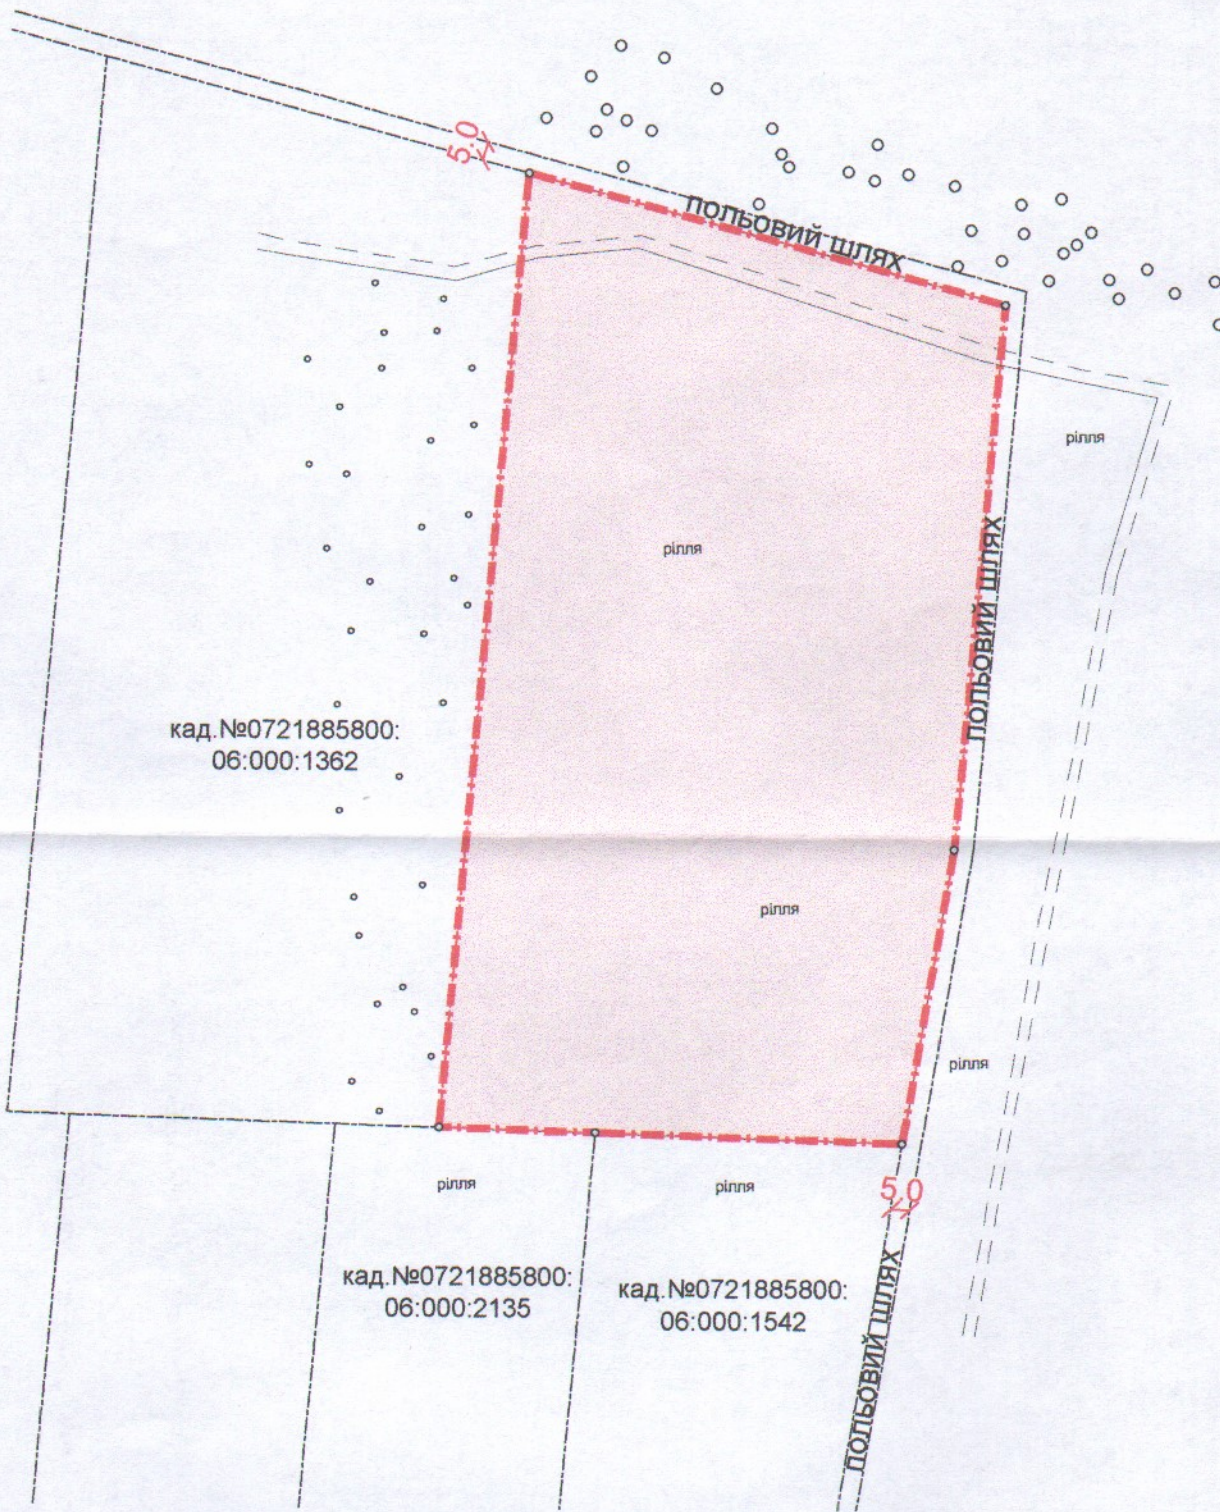 5.0
польовий шлях
рілля
рілля
польовий шлях
кад.№0721885800:
06:000:1362
рілля
рілля
рілля
рілля
5.0
кад.№0721885800:
06:000:2135
кад.№0721885800:
06:000:1542
польовий шлях